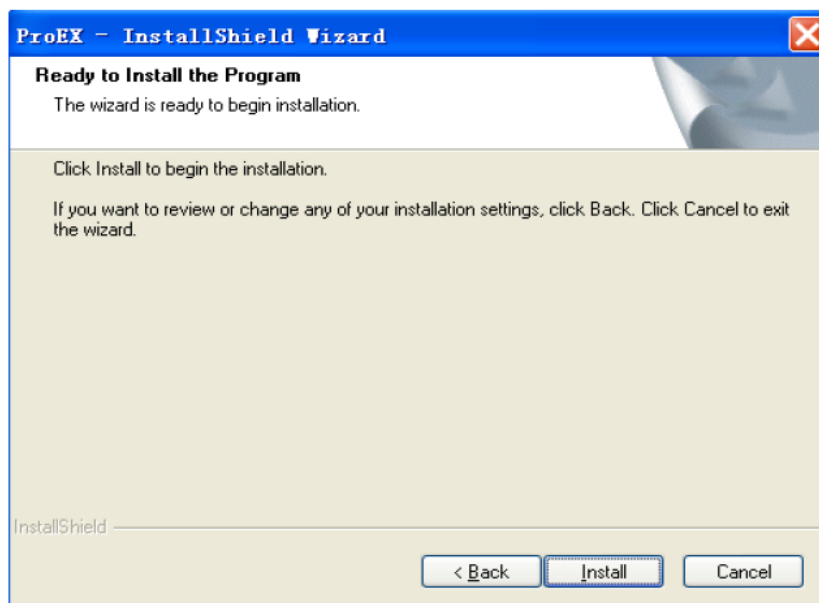 ProEX - InstallShield Wizard
Ready to Install the Program
The wizard is ready to begin installation.
Click Install to begin the installation.
If you want to review or change any of your installation settings, click Back. Click Cancel to exit
the wizard.
InstallShield
< Back
Install
Cancel